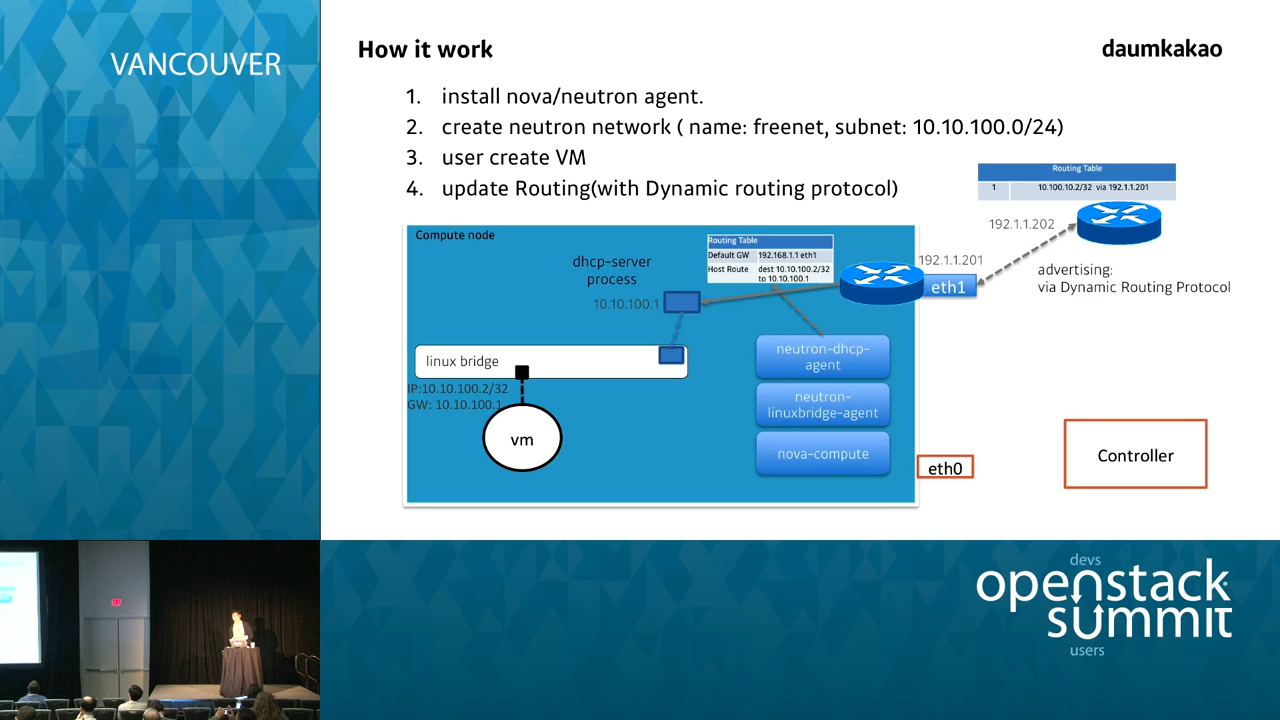 VANCOUVER
How it work
daumkakao
1. install nova/neutron agent.
2. create neutron network ( name: freenet, subnet: 10.10.100.0/24)
3. user create VM
4. update Routing(with Dynamic routing protocol)
Routing Table
1 10.100.10.2/32 via 192.1.1.201
192.1.1.202
advertising:
via Dynamic Routing Protocol
Compute node
dhcp-server
process
10.10.100.1
Routing Table
Default GW 192.168.1.1 eth1
Host Route dest 10.10.100.2/32
to 10.10.100.1
192.1.1.201
eth1
linux bridge
IP:10.10.100.2/32
GW: 10.10.100.1
vm
neutron-dhcp-
agent
neutron-
linuxbridge-agent
nova-compute
eth0
Controller
devs
openstack
summit
users